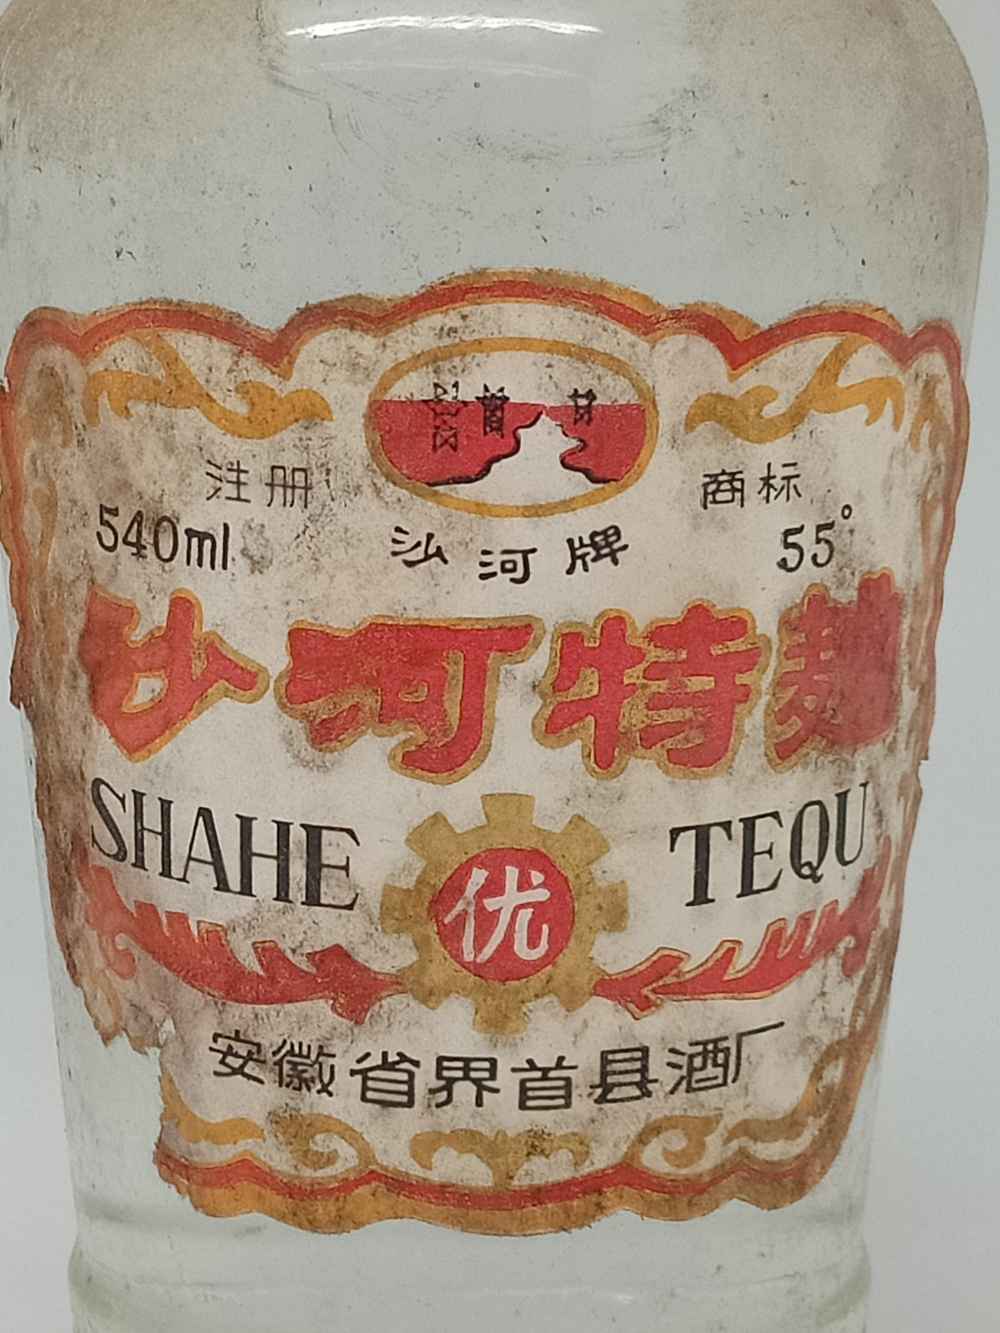 注册 商标
540ml 沙河牌 55°
沙河特麯
SHAHE TEQU
优
安徽省界首县酒厂